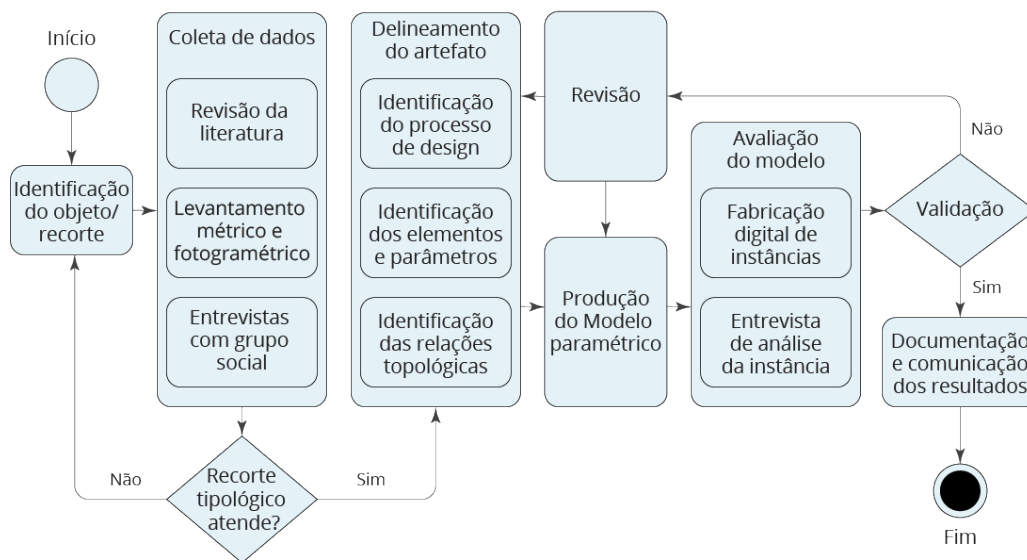 Início
Identificação
do objeto/
recorte
Coleta de dados
Revisão da
literatura
Levantamento
métrico e
fotogramétrico
Entrevistas
com grupo
social
Recorte
tipológico
atende?
Não
Sim
Delineamento
do artefato
Identificação
do processo
de design
Identificação
dos elementos
e parâmetros
Identificação
das relações
topológicas
Revisão
Produção
do Modelo
paramétrico
Avaliação
do modelo
Fabricação
digital de
instâncias
Entrevista
de análise
da instância
Validação
Não
Sim
Documentação
e comunicação
dos resultados
Fim